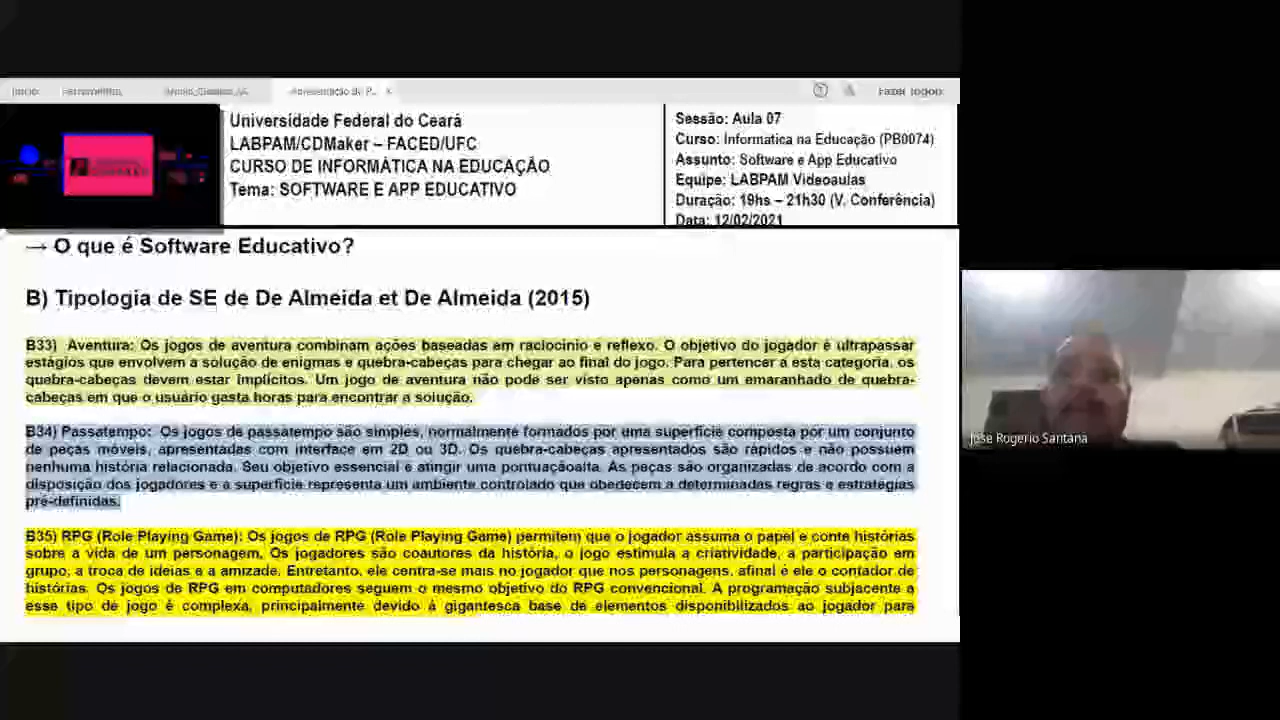 Início Ferramentas Apresentação de P... × Fazer logon
Universidade Federal do Ceará
LABPAM/CDMaker – FACED/UFC
CURSO DE INFORMÁTICA NA EDUCAÇÃO
Tema: SOFTWARE E APP EDUCATIVO
Sessão: Aula 07
Curso: Informatica na Educação (PB0074)
Assunto: Software e App Educativo
Equipe: LABPAM Videoaulas
Duração: 19hs – 21h30 (V. Conferência)
Data: 12/02/2021
→ O que é Software Educativo?
B) Tipologia de SE de De Almeida et De Almeida (2015)
B33) Aventura: Os jogos de aventura combinam ações baseadas em raciocínio e reflexo. O objetivo do jogador é ultrapassar
estágios que envolvem a solução de enigmas e quebra-cabeças para chegar ao final do jogo. Para pertencer a esta categoria, os
quebra-cabeças devem estar implícitos. Um jogo de aventura não pode ser visto apenas como um emaranhado de quebra-
cabeças em que o usuário gasta horas para encontrar a solução.
B34) Passatempo: Os jogos de passatempo são simples, normalmente formados por uma superfície composta por um conjunto
de peças móveis, apresentadas com interface em 2D ou 3D. Os quebra-cabeças apresentados são rápidos e não possuem
nenhuma história relacionada. Seu objetivo essencial é atingir uma pontuaçãoalta. As peças são organizadas de acordo com a
disposição dos jogadores e a superfície representa um ambiente controlado que obedecem a determinadas regras e estratégias
pré-definidas.
B35) RPG (Role Playing Game): Os jogos de RPG (Role Playing Game) permitem que o jogador assuma o papel e conte histórias
sobre a vida de um personagem. Os jogadores são coautores da história, o jogo estimula a criatividade, a participação em
grupo, a troca de ideias e a amizade. Entretanto, ele centra-se mais no jogador que nos personagens, afinal é ele o contador de
histórias. Os jogos de RPG em computadores seguem o mesmo objetivo do RPG convencional. A programação subjacente a
esse tipo de jogo é complexa, principalmente devido à gigantesca base de elementos disponibilizados ao jogador para
José Rogério Santana